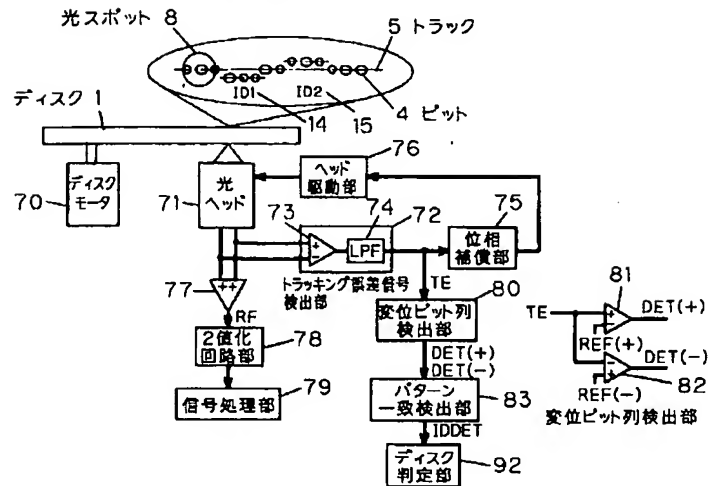 光スポット 8
5 トラック
ID1
ID2
4 ピット
14
15
ディスク 1
76
ヘッド
駆動部
70
ディスク
モータ
71
光
ヘッド
73
74
72
75
+
-
LPF
位相
補償部
77
++
トラッキング誤差信号
検出部
TE
80
81
RF
78
2値化
回路部
変位ピット列
検出部
TE
+
-
DET(+)
REF(+)
DET(+)
DET(-)
-
+
DET(-)
REF(-)
82
変位ピット列検出部
信号処理部
79
パターン
一致検出部
83
IDDET
ディスク
判定部
92